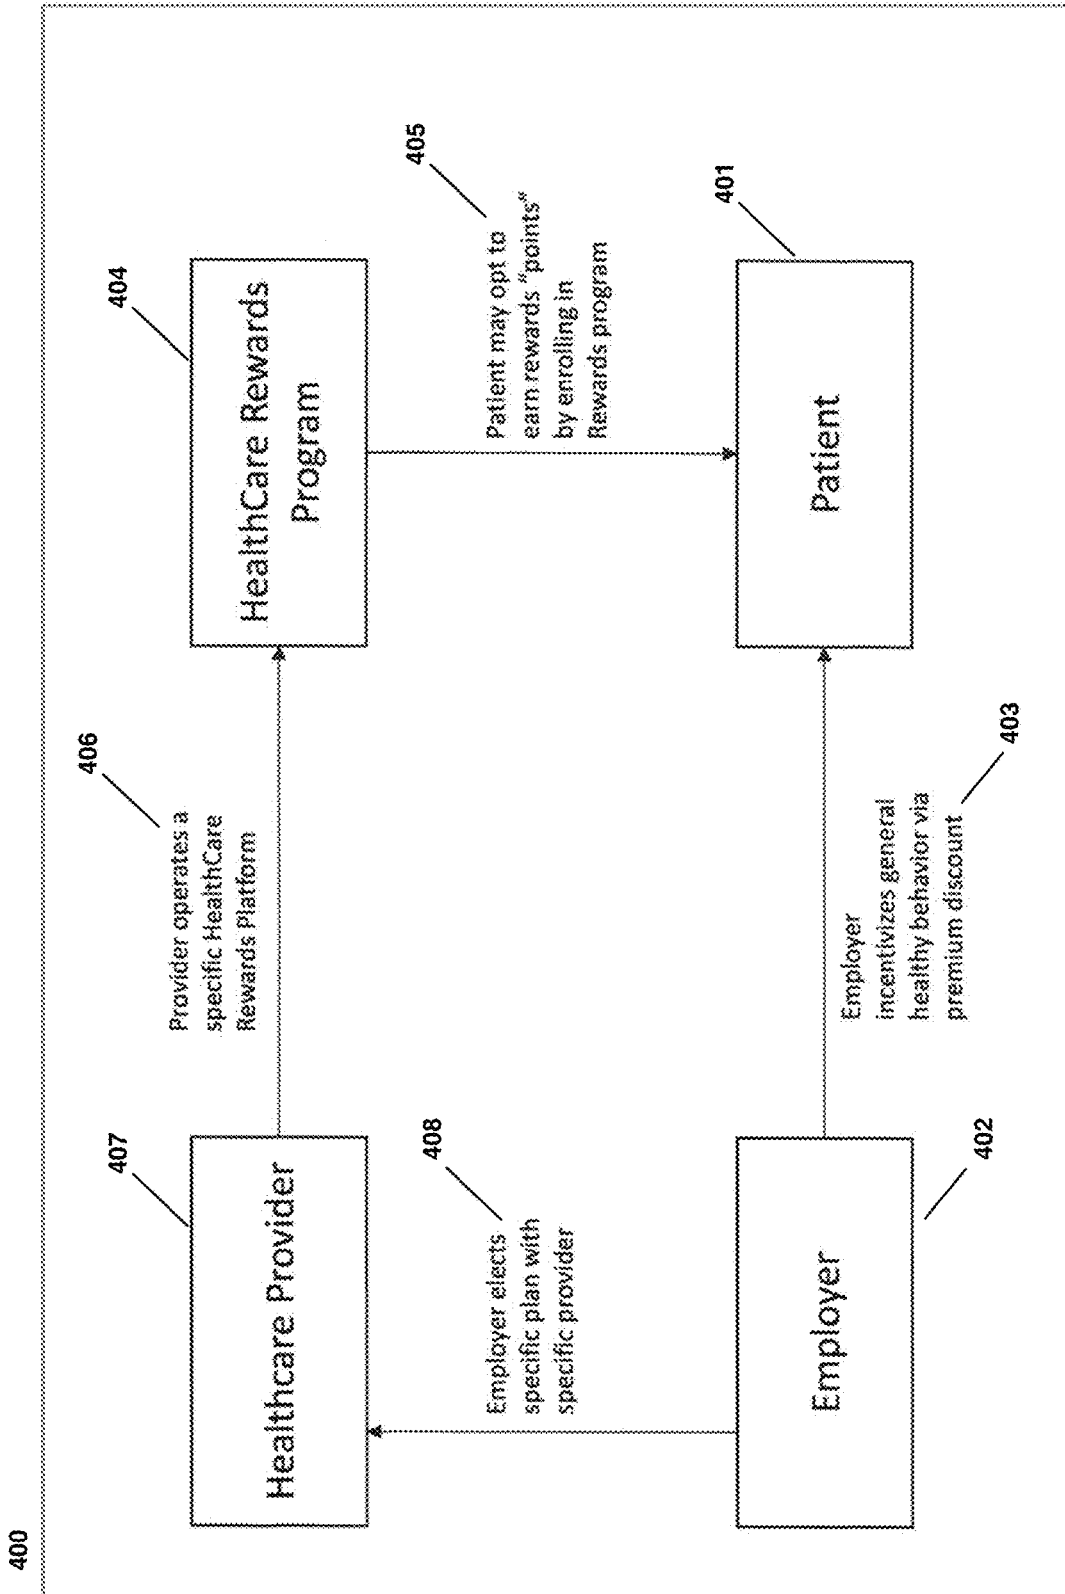 400
407
Healthcare Provider
406
Provider operates a
specific HealthCare
Rewards Platform
404
HealthCare Rewards
Program
408
Employer elects
specific plan with
specific provider
405
Patient may opt to
earn rewards “points“
by enrolling in
Rewards program
Employer
402
Employer
incentivizes general
healthy behavior via
premium discount
403
401
Patient